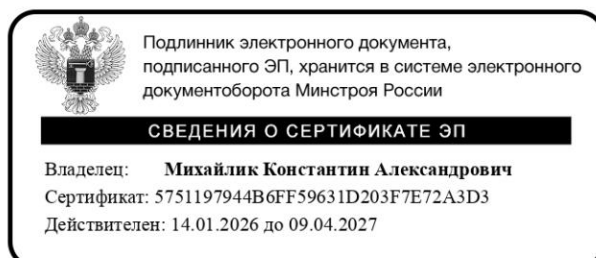 Подлинник электронного документа,
подписанного ЭП, хранится в системе электронного
документооборота Минстроя России
СВЕДЕНИЯ О СЕРТИФИКАТЕ ЭП
Владелец: Михайлик Константин Александрович
Сертификат: 5751197944B6FF59631D203F7E72A3D3
Действителен: 14.01.2026 до 09.04.2027